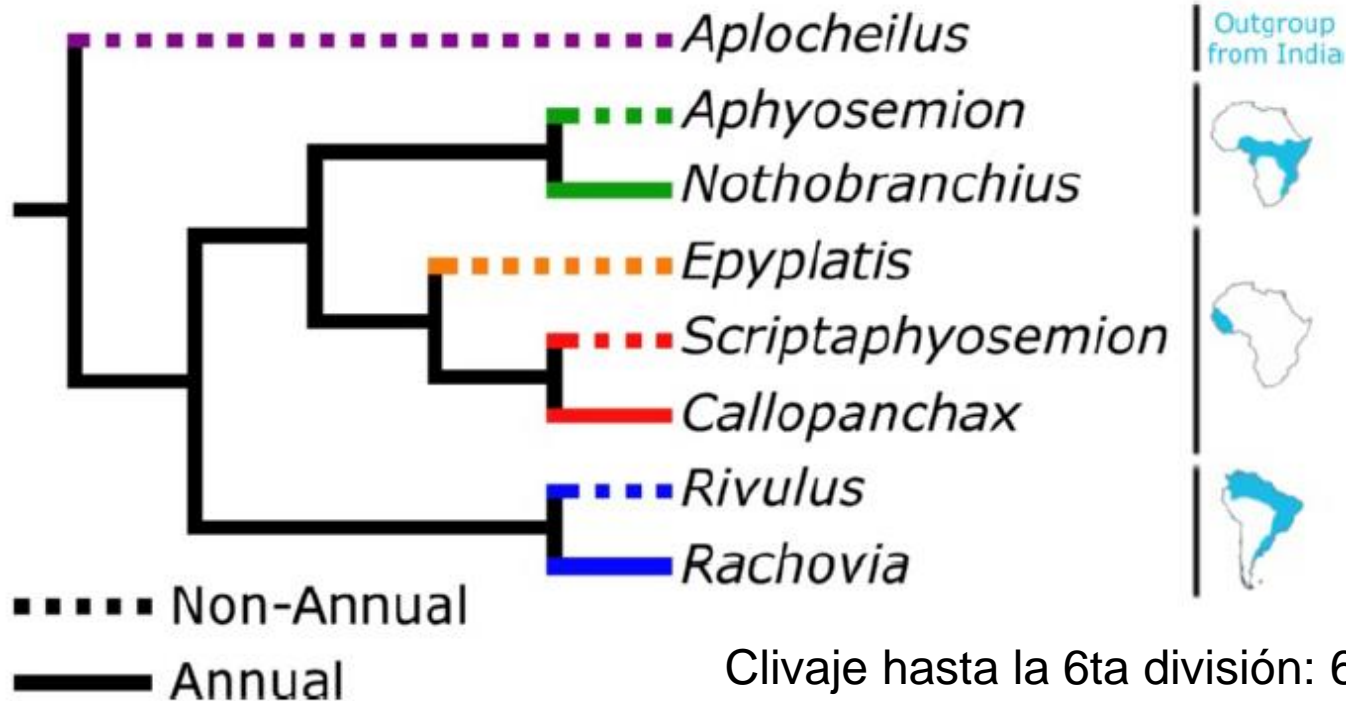 Aplocheilus
Outgroup
from India
Aphyosemion
Nothobranchius
Epyplatis
Scriptaphyosemion
Callopanchax
Rivulus
Rachovia
Non-Annual
Annual
Clivaje hasta la 6ta división: 6